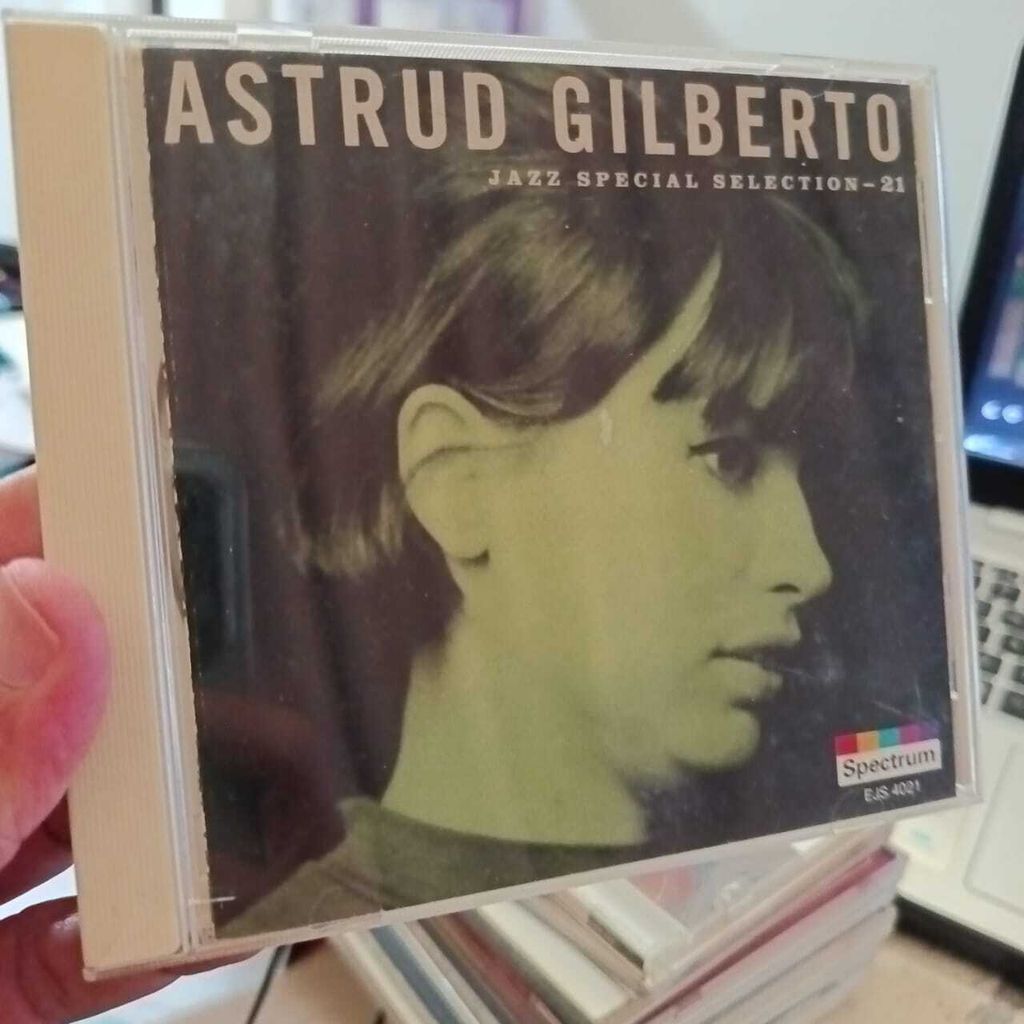 ASTRUD GILBERTO
JAZZ SPECIAL SELECTION-21
Spectrum
EJS 4021